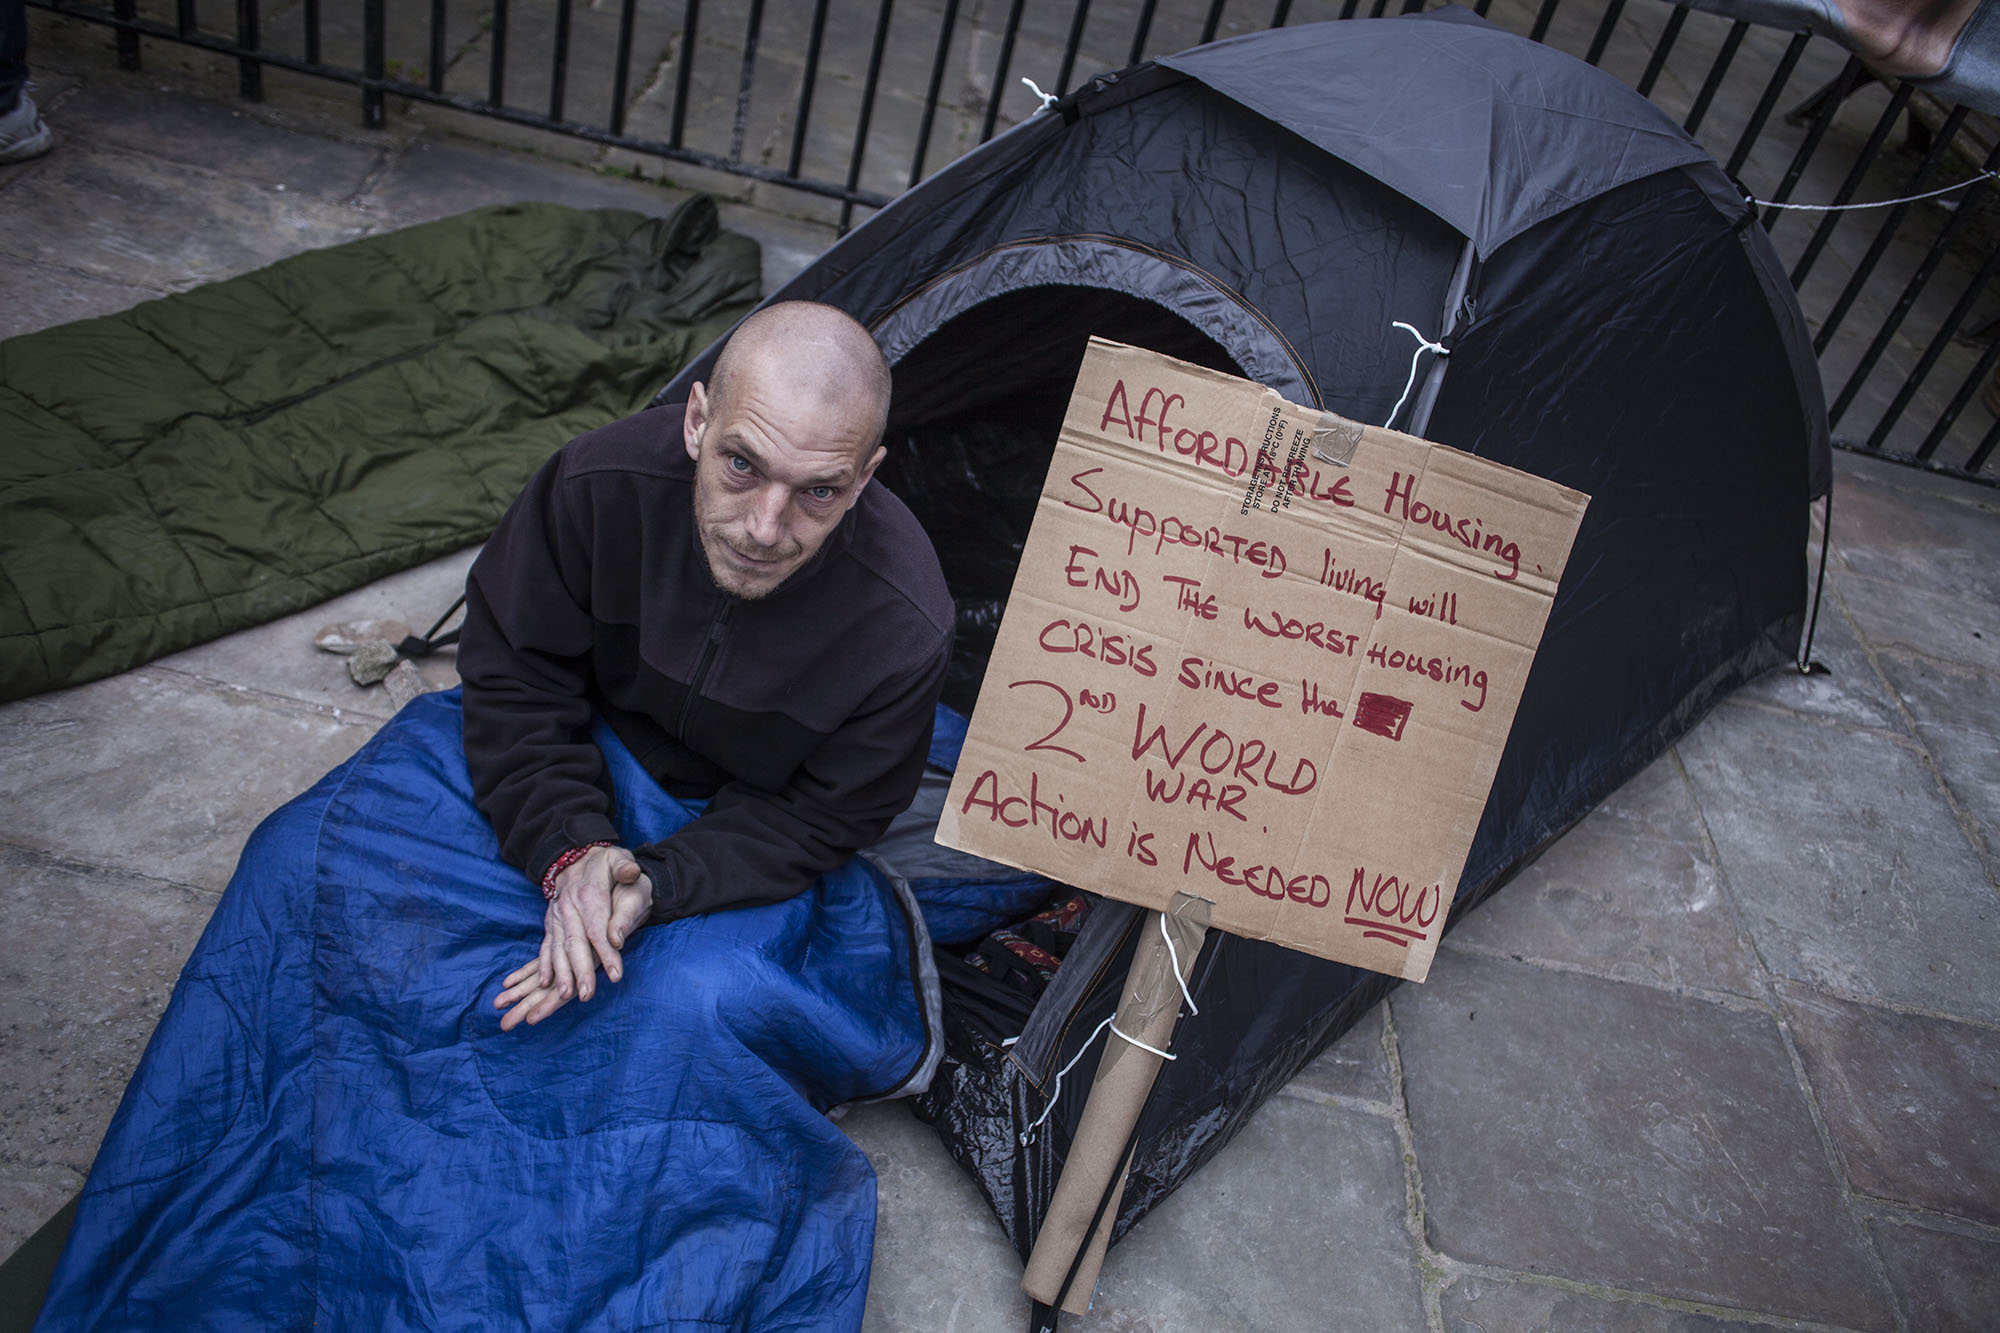 AffORDABLE Housing.
SuppORTED living will
END THE WORST Housing
CRISIS SINCE the
2ND WORLD
WAR.
ActION is NEEDED NOW
STORAGE INSTRUCTIONS
STORE AT -18°C (0°F)
DO NOT RE-FREEZE
AFTER THAWING